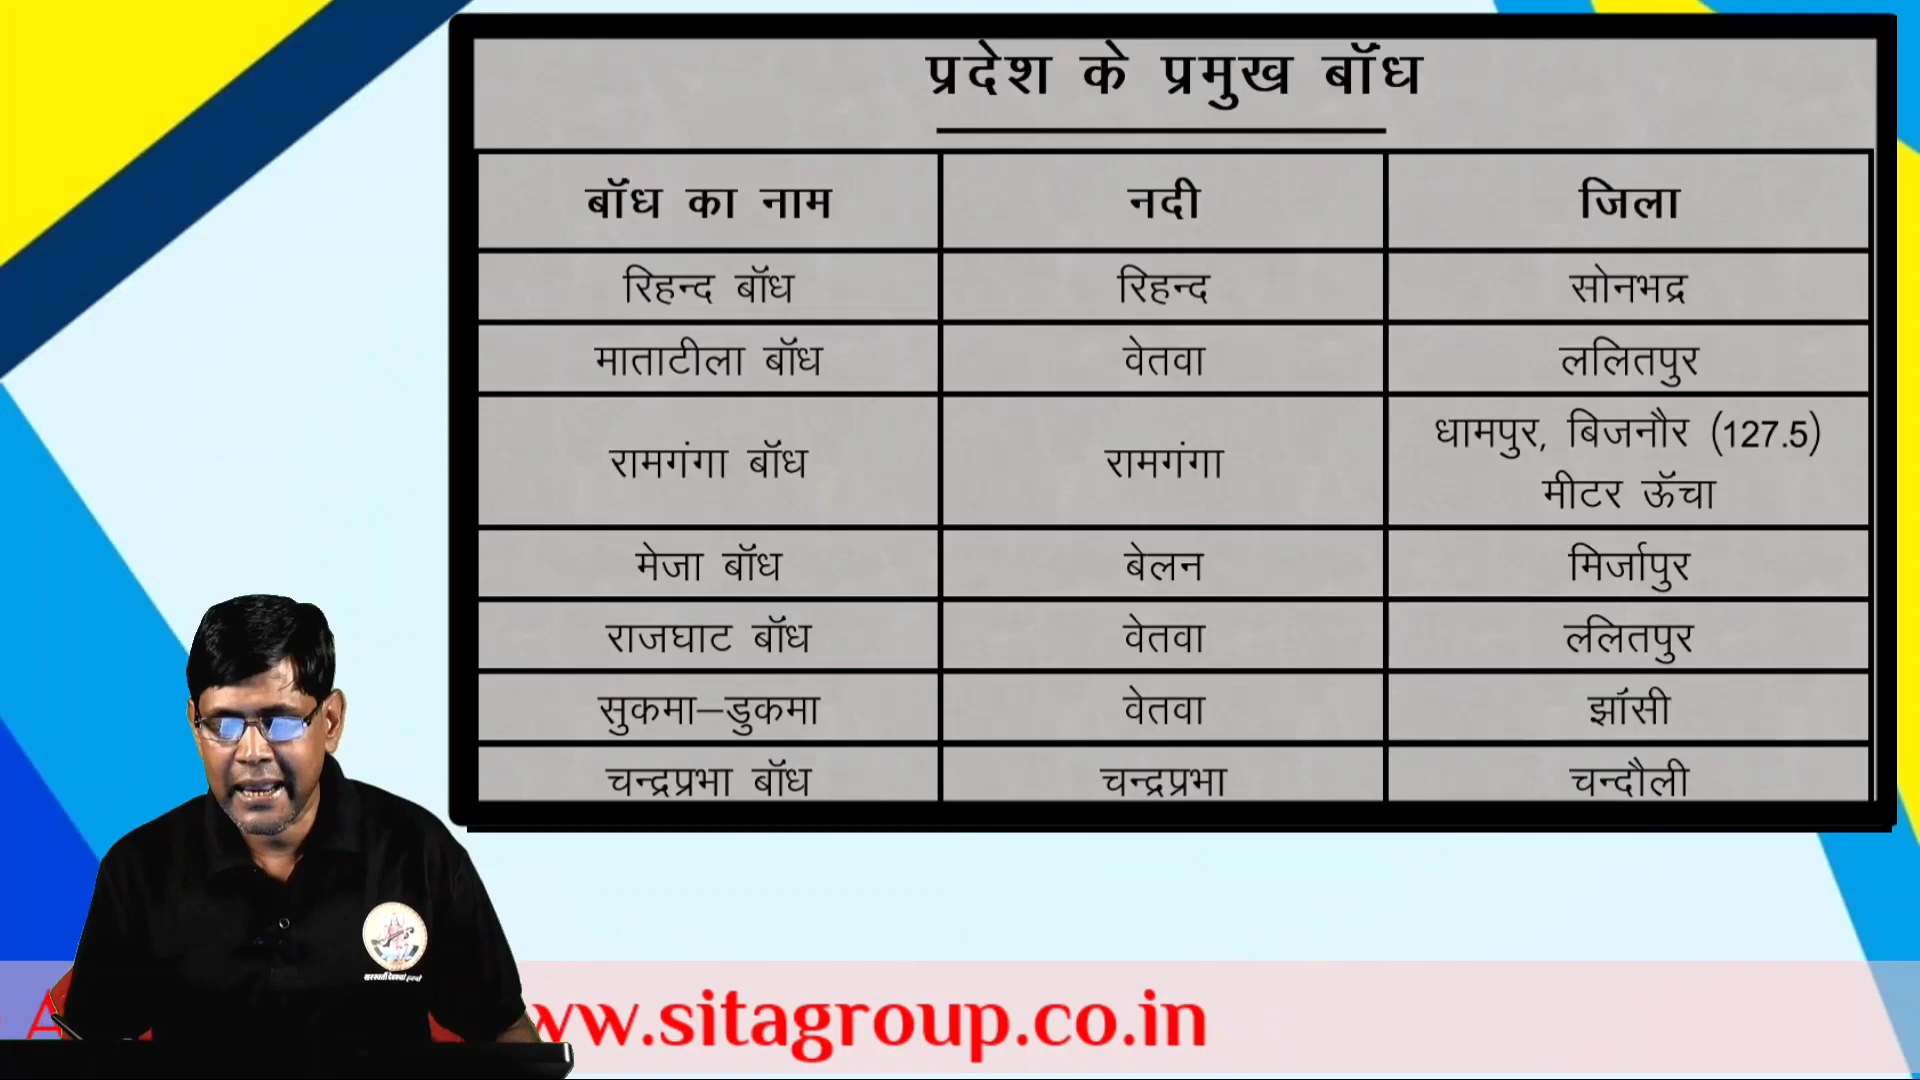 प्रदेश के प्रमुख बॉध
बॉध का नाम नदी जिला
रिहन्द बॉध रिहन्द सोनभद्र
माताटीला बॉध वेतवा ललितपुर
रामगंगा बॉध रामगंगा धामपुर, बिजनौर (127.5)
मीटर ऊॅचा
मेजा बॉध बेलन मिर्जापुर
राजघाट बॉध वेतवा ललितपुर
सुकमा–डुकमा वेतवा झॉसी
चन्द्रप्रभा बॉध चन्द्रप्रभा चन्दौली
ww.sitagroup.co.in